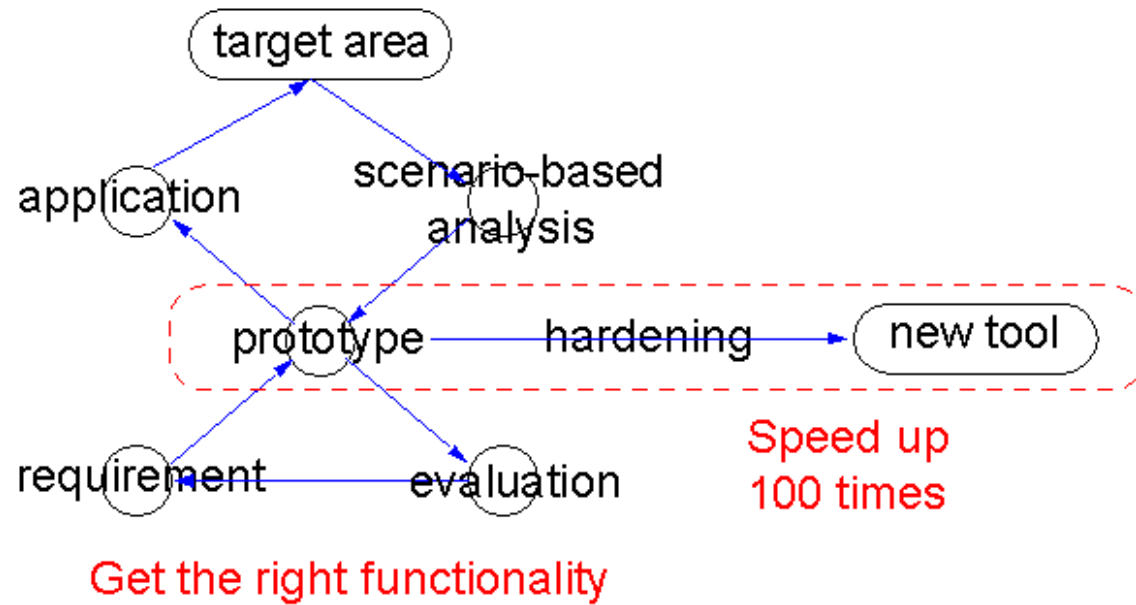 target area
scenario-based
application
analysis
prototype
hardening
new tool
Speed up
requirement
evaluation
100 times
Get the right functionality